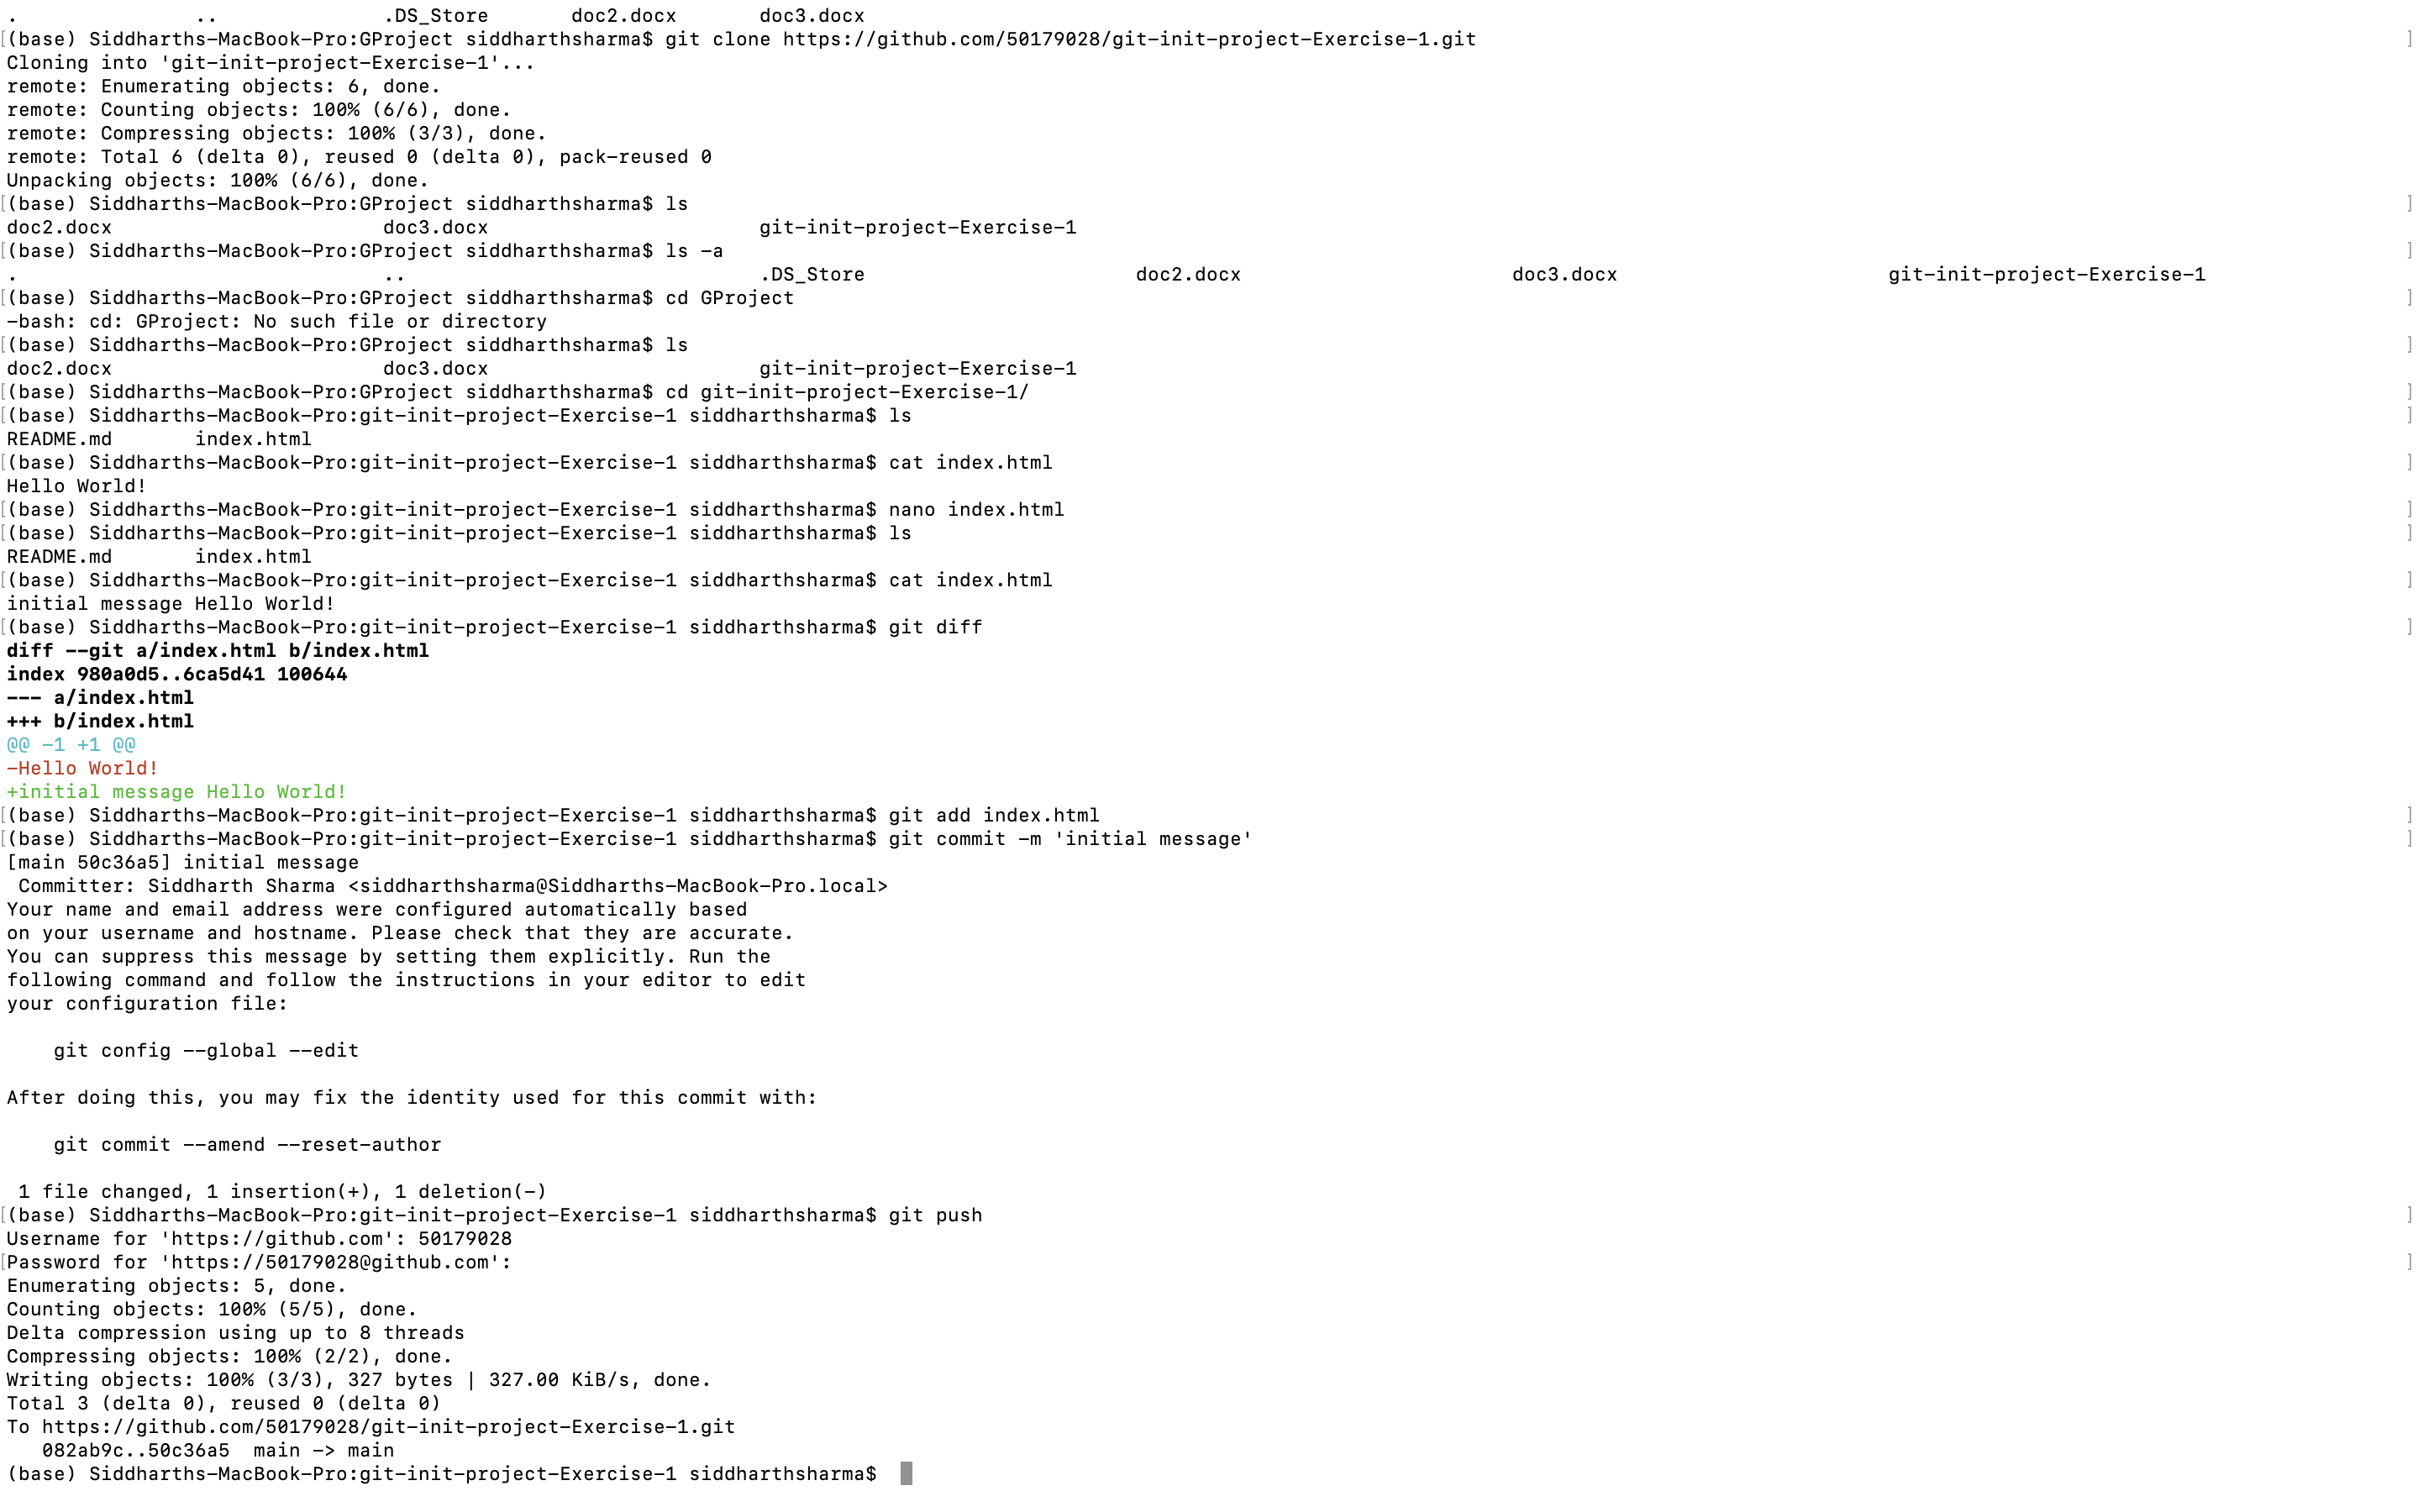 .               ..              .DS_Store       doc2.docx       doc3.docx
[(base) Siddharths-MacBook-Pro:GProject siddharthsharma$ git clone https://github.com/50179028/git-init-project-Exercise-1.git ]
Cloning into 'git-init-project-Exercise-1'...
remote: Enumerating objects: 6, done.
remote: Counting objects: 100% (6/6), done.
remote: Compressing objects: 100% (3/3), done.
remote: Total 6 (delta 0), reused 0 (delta 0), pack-reused 0
Unpacking objects: 100% (6/6), done.
[(base) Siddharths-MacBook-Pro:GProject siddharthsharma$ ls ]
doc2.docx                       doc3.docx                       git-init-project-Exercise-1
[(base) Siddharths-MacBook-Pro:GProject siddharthsharma$ ls -a ]
.                               ..                              .DS_Store                       doc2.docx                       doc3.docx                       git-init-project-Exercise-1
[(base) Siddharths-MacBook-Pro:GProject siddharthsharma$ cd GProject ]
-bash: cd: GProject: No such file or directory
[(base) Siddharths-MacBook-Pro:GProject siddharthsharma$ ls ]
doc2.docx                       doc3.docx                       git-init-project-Exercise-1
[(base) Siddharths-MacBook-Pro:GProject siddharthsharma$ cd git-init-project-Exercise-1/ ]
[(base) Siddharths-MacBook-Pro:git-init-project-Exercise-1 siddharthsharma$ ls ]
README.md       index.html
[(base) Siddharths-MacBook-Pro:git-init-project-Exercise-1 siddharthsharma$ cat index.html ]
Hello World!
[(base) Siddharths-MacBook-Pro:git-init-project-Exercise-1 siddharthsharma$ nano index.html ]
[(base) Siddharths-MacBook-Pro:git-init-project-Exercise-1 siddharthsharma$ ls ]
README.md       index.html
[(base) Siddharths-MacBook-Pro:git-init-project-Exercise-1 siddharthsharma$ cat index.html ]
initial message Hello World!
[(base) Siddharths-MacBook-Pro:git-init-project-Exercise-1 siddharthsharma$ git diff ]
diff --git a/index.html b/index.html
index 980a0d5..6ca5d41 100644
--- a/index.html
+++ b/index.html
@@ -1 +1 @@
-Hello World!
+initial message Hello World!
[(base) Siddharths-MacBook-Pro:git-init-project-Exercise-1 siddharthsharma$ git add index.html ]
[(base) Siddharths-MacBook-Pro:git-init-project-Exercise-1 siddharthsharma$ git commit -m 'initial message' ]
[main 50c36a5] initial message
 Committer: Siddharth Sharma <siddharthsharma@Siddharths-MacBook-Pro.local>
Your name and email address were configured automatically based
on your username and hostname. Please check that they are accurate.
You can suppress this message by setting them explicitly. Run the
following command and follow the instructions in your editor to edit
your configuration file:

    git config --global --edit

After doing this, you may fix the identity used for this commit with:

    git commit --amend --reset-author

 1 file changed, 1 insertion(+), 1 deletion(-)
[(base) Siddharths-MacBook-Pro:git-init-project-Exercise-1 siddharthsharma$ git push ]
Username for 'https://github.com': 50179028
[Password for 'https://50179028@github.com': ]
Enumerating objects: 5, done.
Counting objects: 100% (5/5), done.
Delta compression using up to 8 threads
Compressing objects: 100% (2/2), done.
Writing objects: 100% (3/3), 327 bytes | 327.00 KiB/s, done.
Total 3 (delta 0), reused 0 (delta 0)
To https://github.com/50179028/git-init-project-Exercise-1.git
   082ab9c..50c36a5  main -> main
(base) Siddharths-MacBook-Pro:git-init-project-Exercise-1 siddharthsharma$